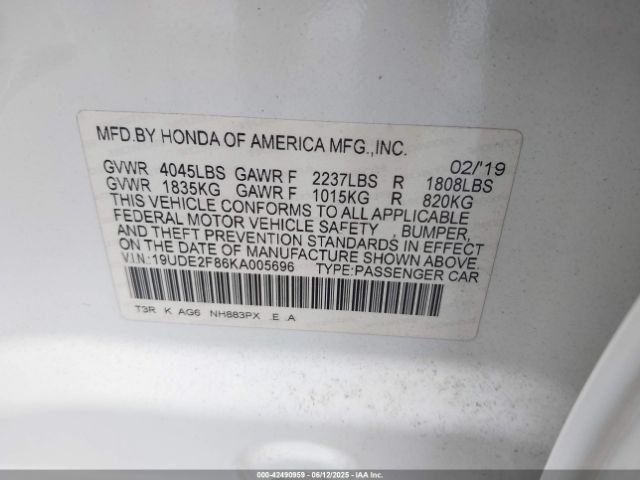 MFD.BY HONDA OF AMERICA MFG.,INC.
02/'19
GVWR 4045LBS GAWR F 2237LBS R 1808LBS
GVWR 1835KG GAWR F 1015KG R 820KG
THIS VEHICLE CONFORMS TO ALL APPLICABLE
FEDERAL MOTOR VEHICLE SAFETY , BUMPER,
AND THEFT PREVENTION STANDARDS IN EFFECT
ON THE DATE OF MANUFACTURE SHOWN ABOVE.
V.I.N:19UDE2F86KA005696 TYPE:PASSENGER CAR
T3R K AG6 NH883PX .E .A
000-42490959 | 06/12/2025 | Copyright IAA, LLC.